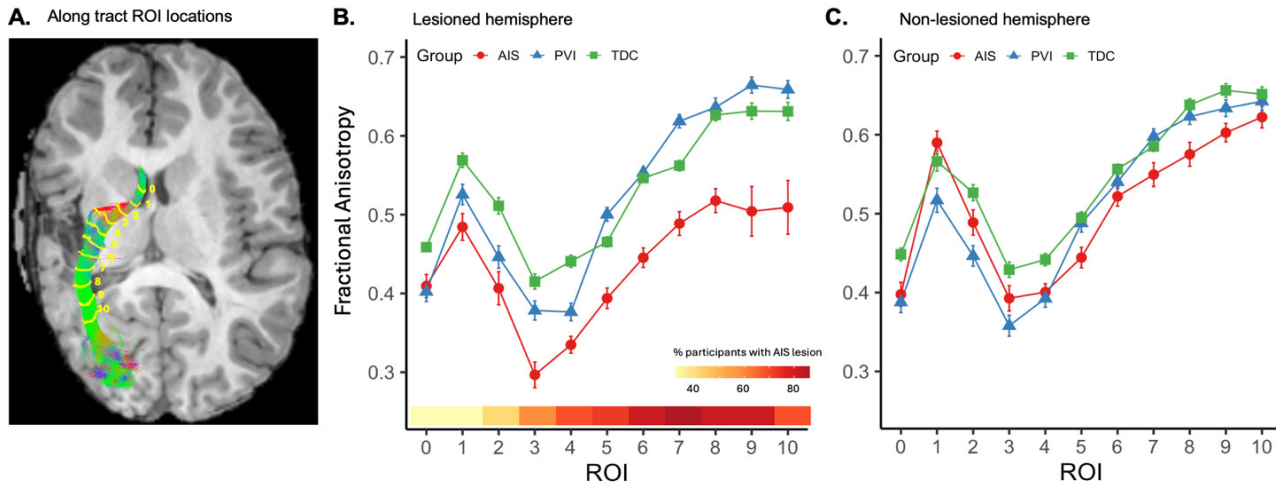 A. Along tract ROI locations
0
1
2
3
4
5
6
7
8
9
10
B. Lesioned hemisphere
Group AIS PVI TDC
Fractional Anisotropy
0.7
0.6
0.5
0.4
0.3
% participants with AIS lesion
40 60 80
0 1 2 3 4 5 6 7 8 9 10
ROI
C. Non-lesioned hemisphere
Group AIS PVI TDC
0.7
0.6
0.5
0.4
0.3
0 1 2 3 4 5 6 7 8 9 10
ROI